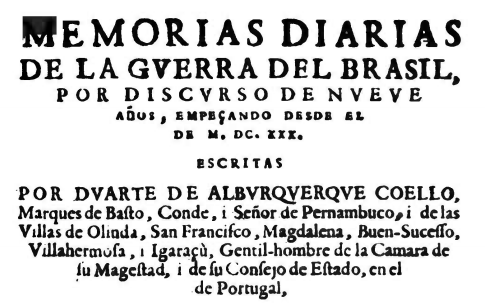 MEMORIAS DIARIAS
DE LA GVERRA DEL BRASIL,
POR DISCVRSO DE NVEVE
AÑOS, EMPEÇANDO DESDE EL
DE M. DC. XXX.
ESCRITAS
POR DVARTE DE ALBVRQVERQVE COELLO,
Marques de Basto, Conde, i Señor de Pernambuco, i de las
Villas de Olinda, San Francisco, Magdalena, Buen-Sucesso,
Villahermosa, i Igaraçù, Gentil-hombre de la Camara de
su Magestad, i de su Consejo de Estado, en el
de Portugal,